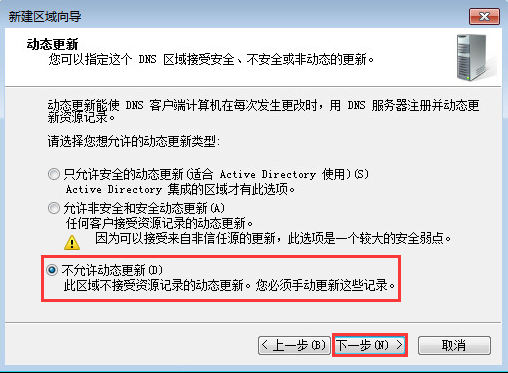 新建区域向导
动态更新
您可以指定这个 DNS 区域接受安全、不安全或非动态的更新。
动态更新能使 DNS 客户端计算机在每次发生更改时，用 DNS 服务器注册并动态更
新资源记录。
请选择您想允许的动态更新类型:
只允许安全的动态更新(适合 Active Directory 使用)(S)
Active Directory 集成的区域才有此选项。
允许非安全和安全动态更新(A)
任何客户接受资源记录的动态更新。
因为可以接受来自非信任源的更新，此选项是一个较大的安全弱点。
不允许动态更新(D)
此区域不接受资源记录的动态更新。您必须手动更新这些记录。
< 上一步(B) 下一步(N) > 取消